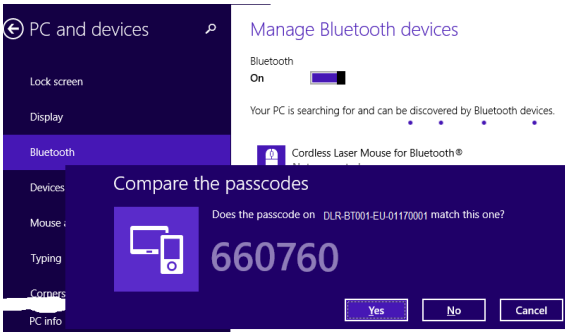 PC and devices
Lock screen
Display
Bluetooth
Devices
Mouse
Typing
Corners
PC info
Manage Bluetooth devices
Bluetooth
On
Your PC is searching for and can be discovered by Bluetooth devices.
Cordless Laser Mouse for Bluetooth®
Compare the passcodes
Does the passcode on DLR-BT001-EU-01170001 match this one?
660760
Yes No Cancel